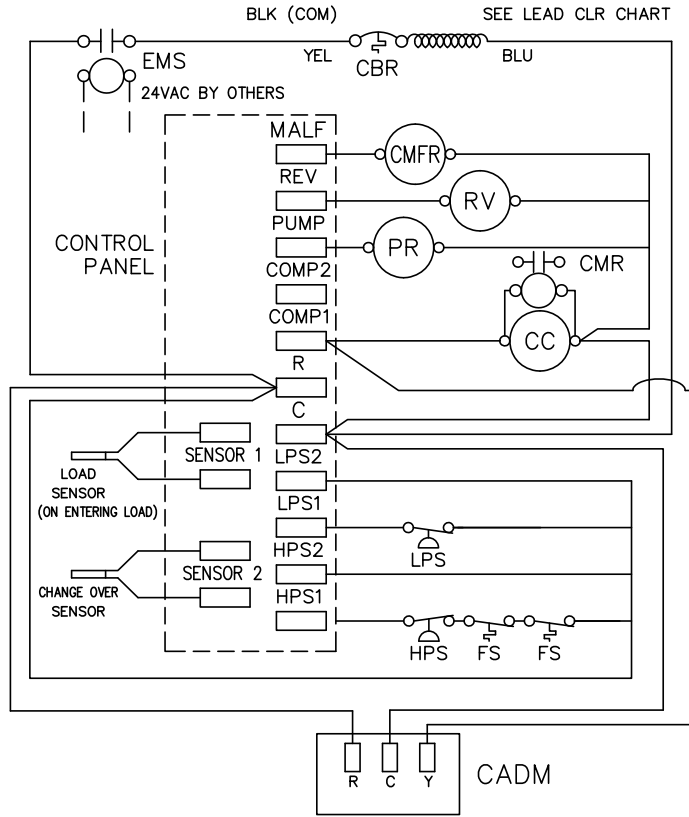 BLK (COM)
SEE LEAD CLR CHART
EMS
YEL
CBR
BLU
24VAC BY OTHERS
MALF
CMFR
REV
RV
PUMP
PR
CONTROL
PANEL
COMP2
CMR
COMP1
CC
R
C
SENSOR 1
LPS2
LOAD
SENSOR
(ON ENTERING LOAD)
LPS1
LPS
HPS2
SENSOR 2
CHANGE OVER
SENSOR
HPS1
HPS
FS
FS
R
C
Y
CADM